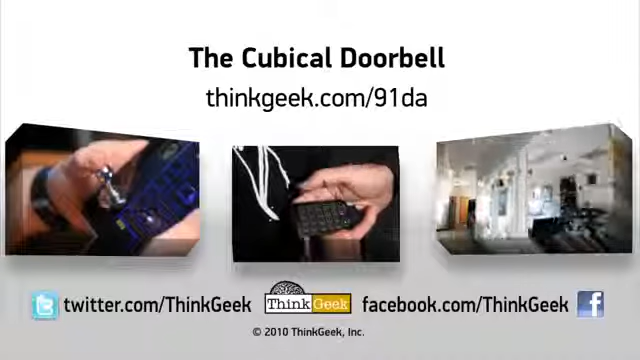 The Cubical Doorbell
thinkgeek.com/91da
twitter.com/ThinkGeek
ThinkGeek
facebook.com/ThinkGeek
© 2010 ThinkGeek, Inc.